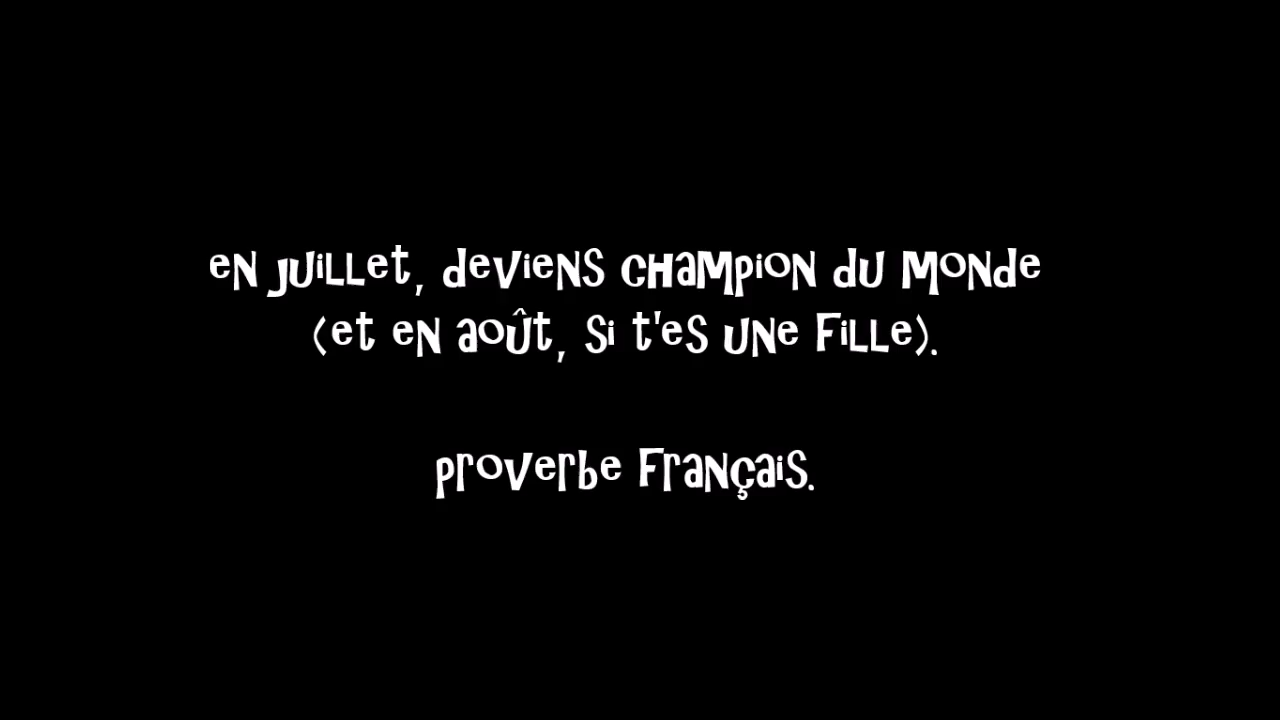 en juillet, deviens champion du monde
(et en août, si t'es une fille).
proverbe français.